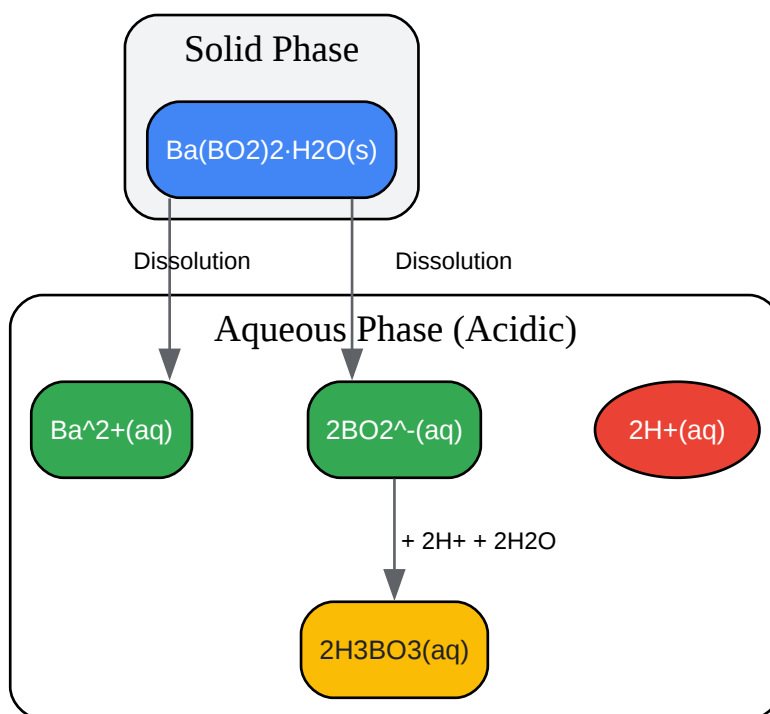 Solid Phase
Ba(BO2)2·H2O(s)
Dissolution
Dissolution
Aqueous Phase (Acidic)
Ba^2+(aq)
2BO2^-(aq)
2H+(aq)
+ 2H+ + 2H2O
2H3BO3(aq)